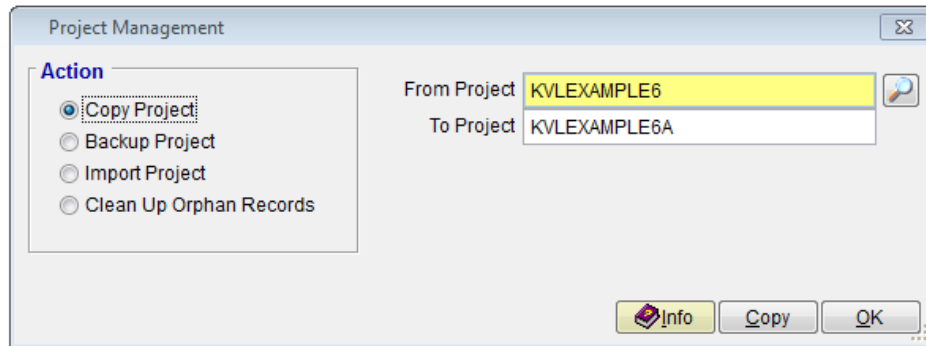 Project Management
Action
Copy Project
Backup Project
Import Project
Clean Up Orphan Records
From Project KVLEXAMPLE6
To Project KVLEXAMPLE6A
Info Copy OK